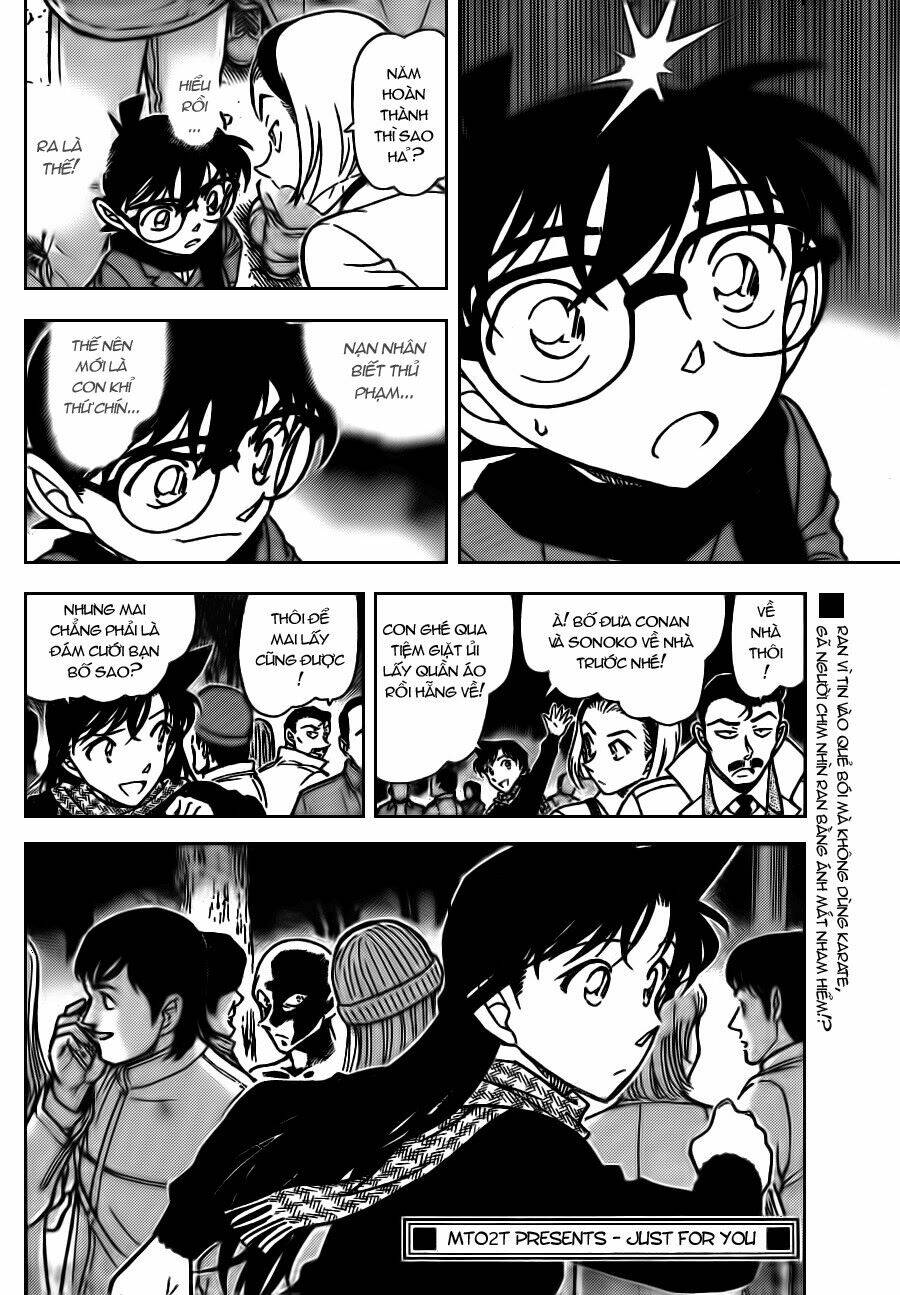 NĂM
HOÀN
THÀNH
THÌ SAO
HẢ?
HIỂU
RỒI
...
RA LÀ
THẾ!
THẾ NÊN
MỚI LÀ
CON KHỈ
THỨ CHÍN...
NẠN NHÂN
BIẾT THỦ
PHẠM...
NHƯNG MAI
CHẲNG PHẢI LÀ
ĐÁM CƯỚI BẠN
BỐ SAO?
THÔI ĐỂ
MAI LẤY
CŨNG ĐƯỢC
!
CON GHÉ QUA
TIỆM GIẶT ỦI
LẤY QUẦN ÁO
RỒI HẴNG VỀ!
À! BỐ ĐƯA CONAN
VÀ SONOKO VỀ NHÀ
TRƯỚC NHÉ!
VỀ
NHÀ
THÔI
!
RAN VÌ TIN VÀO QUẺ BÓI MÀ KHÔNG DÙNG KARATE,
GÃ NGƯỜI CHIM NHÌN RAN BẰNG ÁNH MẮT NHAM HIỂM!?
MTO2T PRESENTS - JUST FOR YOU